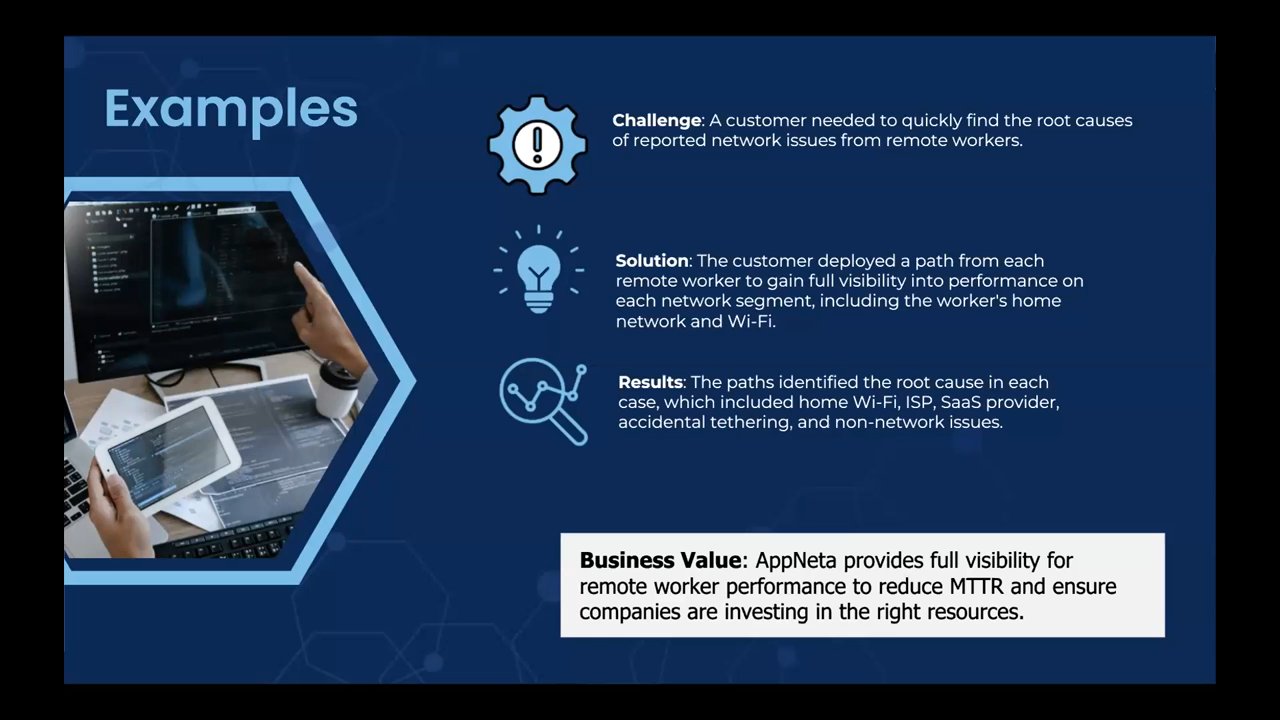 Examples
Challenge: A customer needed to quickly find the root causes
of reported network issues from remote workers.
Solution: The customer deployed a path from each
remote worker to gain full visibility into performance on
each network segment, including the worker's home
network and Wi-Fi.
Results: The paths identified the root cause in each
case, which included home Wi-Fi, ISP, SaaS provider,
accidental tethering, and non-network issues.
Business Value: AppNeta provides full visibility for
remote worker performance to reduce MTTR and ensure
companies are investing in the right resources.